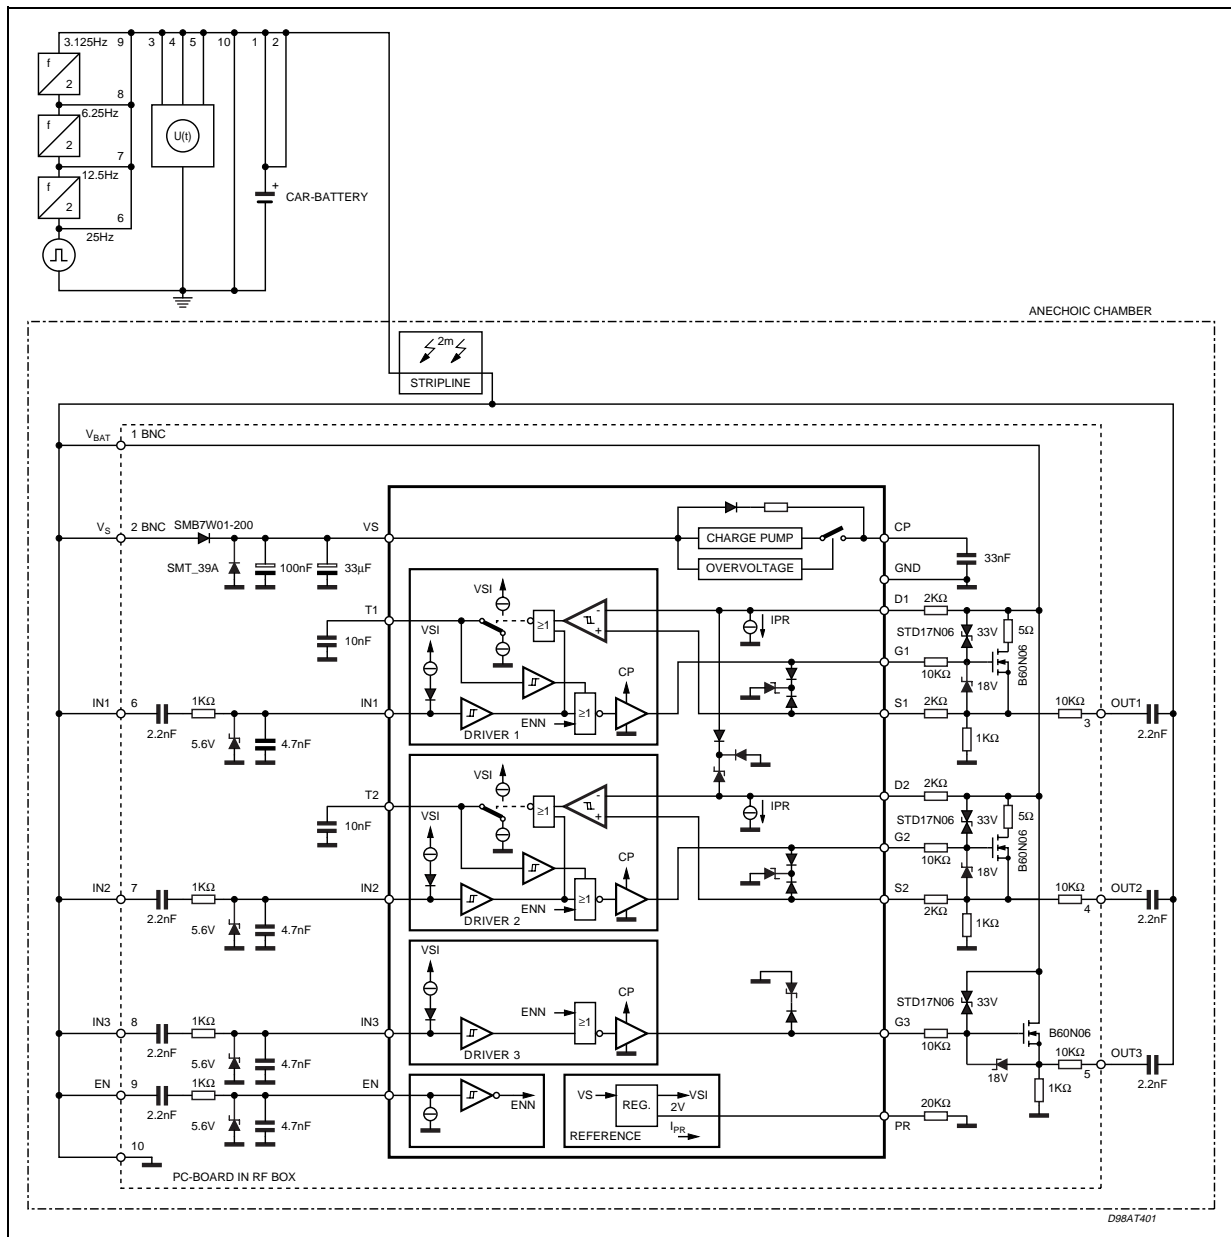 3.125Hz 9 3 4 5 10 1 2
f
2
8
6.25Hz
f
2
U(t)
7
12.5Hz
f
2
+
CAR-BATTERY
6
25Hz
ANECHOIC CHAMBER
2m
STRIPLINE
VBAT 1 BNC
VS 2 BNC SMB7W01-200 VS CHARGE PUMP CP
SMT_39A 100nF 33µF OVERVOLTAGE 33nF
GND
VSI D1 2KΩ
T1 ≥1 - + IPR STD17N06 33V 5Ω
10nF VSI G1 B60N06
CP 10KΩ 18V
IN1 6 1KΩ IN1 S1 2KΩ 10KΩ OUT1
2.2nF ENN ≥1 3 2.2nF
5.6V 4.7nF DRIVER 1 1KΩ
VSI D2 2KΩ
T2 ≥1 - + IPR STD17N06 33V 5Ω
10nF VSI G2 B60N06
CP 10KΩ 18V
IN2 7 1KΩ IN2 S2 10KΩ OUT2
2.2nF ENN ≥1 2KΩ 4 2.2nF
5.6V 4.7nF DRIVER 2 1KΩ
VSI
CP STD17N06 33V
ENN
IN3 8 1KΩ IN3 ≥1 G3 B60N06
2.2nF 10KΩ 10KΩ OUT3
5.6V 4.7nF DRIVER 3 18V 5 2.2nF
EN 9 1KΩ EN 1KΩ
2.2nF ENN VS REG. VSI
2V 20KΩ
5.6V 4.7nF IPR PR
REFERENCE
10
PC-BOARD IN RF BOX
D98AT401